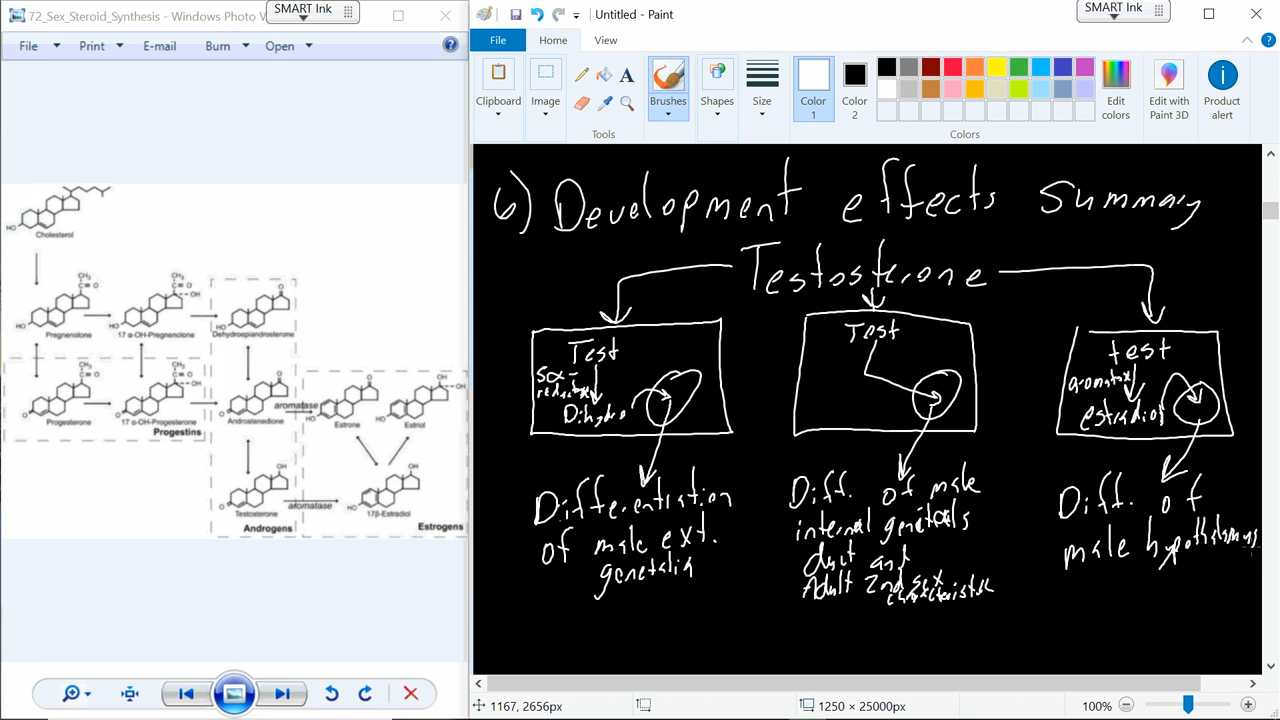 72_Sex_Steroid_Synthesis - Windows Photo V
SMART Ink
File Print E-mail Burn Open
Cholesterol
HO
CH₃
C=O
Pregnenolone
17 α-OH-Pregnenolone
Dehydroepiandrosterone
OH
Progesterone
17 α-OH-Progesterone
Progestins
Androstenedione
aromatase
Estrone
Estriol
Testosterone
aromatase
17β-Estradiol
Androgens
Estrogens
Untitled - Paint
SMART Ink
File Home View
Clipboard
Image
Tools
Brushes
Shapes
Size
Color 1
Color 2
Colors
Edit colors
Edit with Paint 3D
Product alert
6) Development effects Summary
Testosterone
Test
5α-
Dihydro
Differentiation
of male ext.
genetalia
Test
Diff. of male
internal genitals
duct and
Adult 2nd sex
test
estradiol
Diff. of
male hypothalamus
1167, 2656px
1250 × 25000px
100%